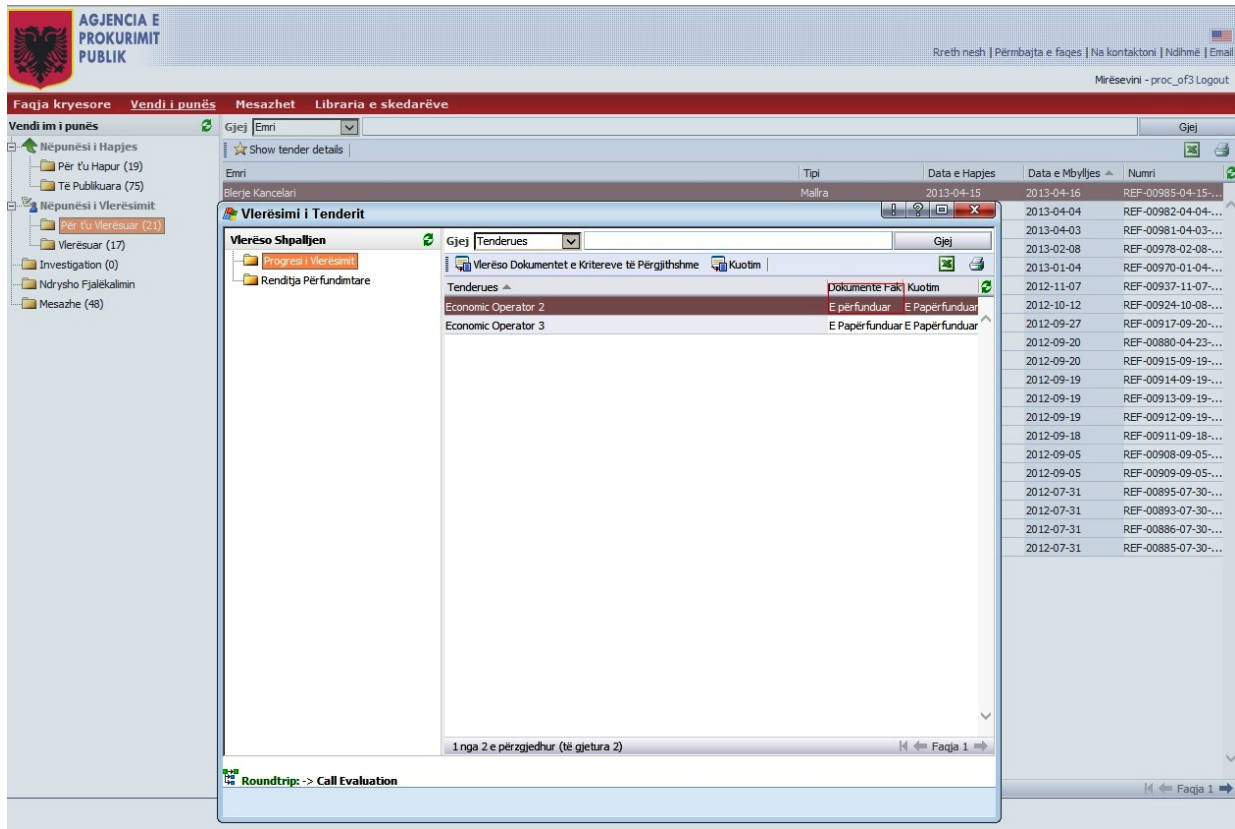 AGJENCIA E
PROKURIMIT
PUBLIK
Rreth nesh | Përmbajta e faqes | Na kontaktoni | Ndihmë | Email
Mirësevini - proc_of3 Logout
Faqja kryesore Vendi i punës Mesazhet Libraria e skedarëve
Vendi im i punës
Nëpunësi i Hapjes
Për t'u Hapur (19)
Të Publikuara (75)
Nëpunësi i Vlerësimit
Për t'u Vlerësuar (21)
Vlerësuar (17)
Investigation (0)
Ndrysho Fjalëkalimin
Mesazhe (48)
Gjej Emri Gjej
Show tender details
Emri Tipi Data e Hapjes Data e Mbylljes Numri
Blerje Kancelari Mallra 2013-04-15 2013-04-16 REF-00985-04-15-...
2013-04-04 REF-00982-04-04-...
2013-04-03 REF-00981-04-03-...
2013-02-08 REF-00978-02-08-...
2013-01-04 REF-00970-01-04-...
2012-11-07 REF-00937-11-07-...
2012-10-12 REF-00924-10-08-...
2012-09-27 REF-00917-09-20-...
2012-09-20 REF-00880-04-23-...
2012-09-20 REF-00915-09-19-...
2012-09-19 REF-00914-09-19-...
2012-09-19 REF-00913-09-19-...
2012-09-19 REF-00912-09-19-...
2012-09-18 REF-00911-09-18-...
2012-09-05 REF-00908-09-05-...
2012-09-05 REF-00909-09-05-...
2012-07-31 REF-00895-07-30-...
2012-07-31 REF-00893-07-30-...
2012-07-31 REF-00886-07-30-...
2012-07-31 REF-00885-07-30-...
Faqja 1
Vlerësimi i Tenderit
Vlerëso Shpalljen
Progresi i Vlerësimit
Renditja Përfundimtare
Gjej Tenderues Gjej
Vlerëso Dokumentet e Kritereve të Përgjithshme Kuotim
Tenderues Dokumente Fak Kuotim
Economic Operator 2 E përfunduar E Papërfunduar
Economic Operator 3 E Papërfunduar E Papërfunduar
1 nga 2 e përzgjedhur (të gjetura 2) Faqja 1
Roundtrip: -> Call Evaluation